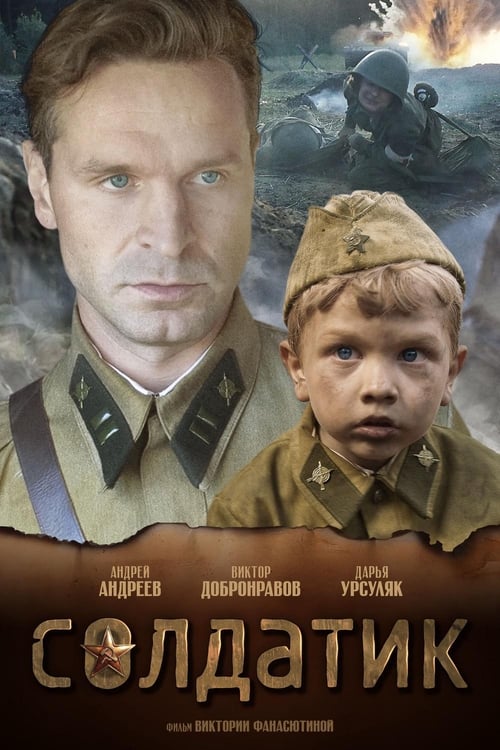 АНДРЕЙ АНДРЕЕВ
ВИКТОР ДОБРОНРАВОВ
ДАРЬЯ УРСУЛЯК
СОЛДАТИК
ФИЛЬМ ВИКТОРИИ ФАНАСЮТИНОЙ